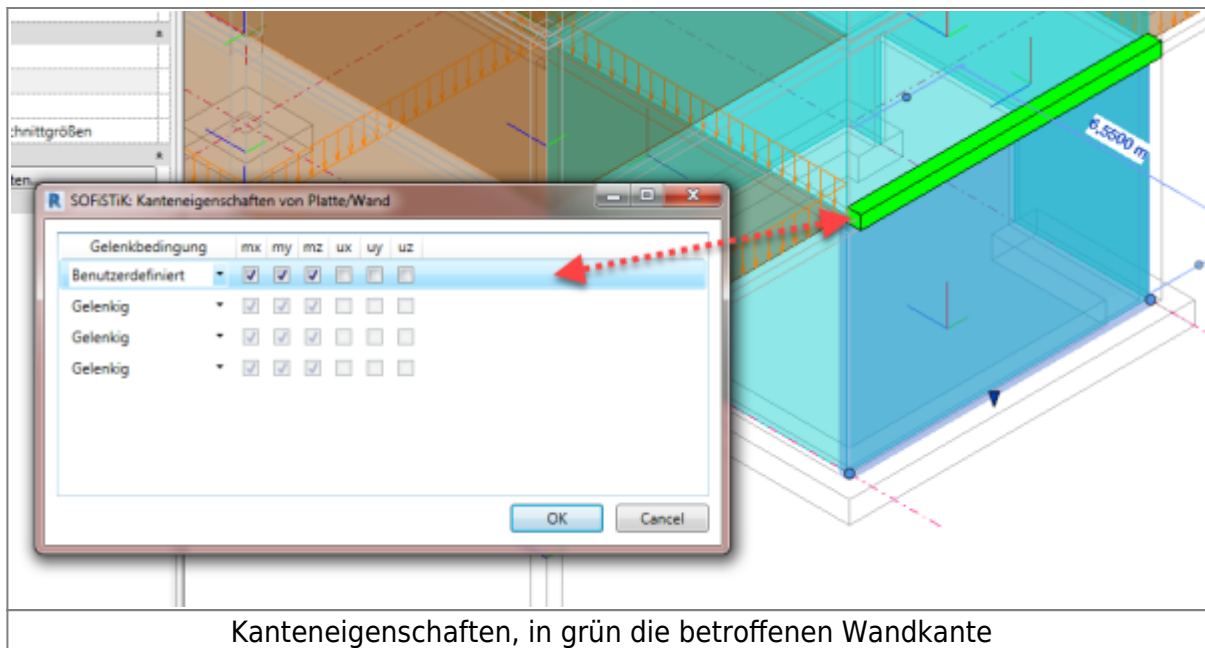 chnittgrößen
ten...
SOFiSTiK: Kanteneigenschaften von Platte/Wand
Gelenkbedingung mx my mz ux uy uz
Benutzerdefiniert
Gelenkig
Gelenkig
Gelenkig
OK Cancel
6,5500 m
Kanteneigenschaften, in grün die betroffenen Wandkante